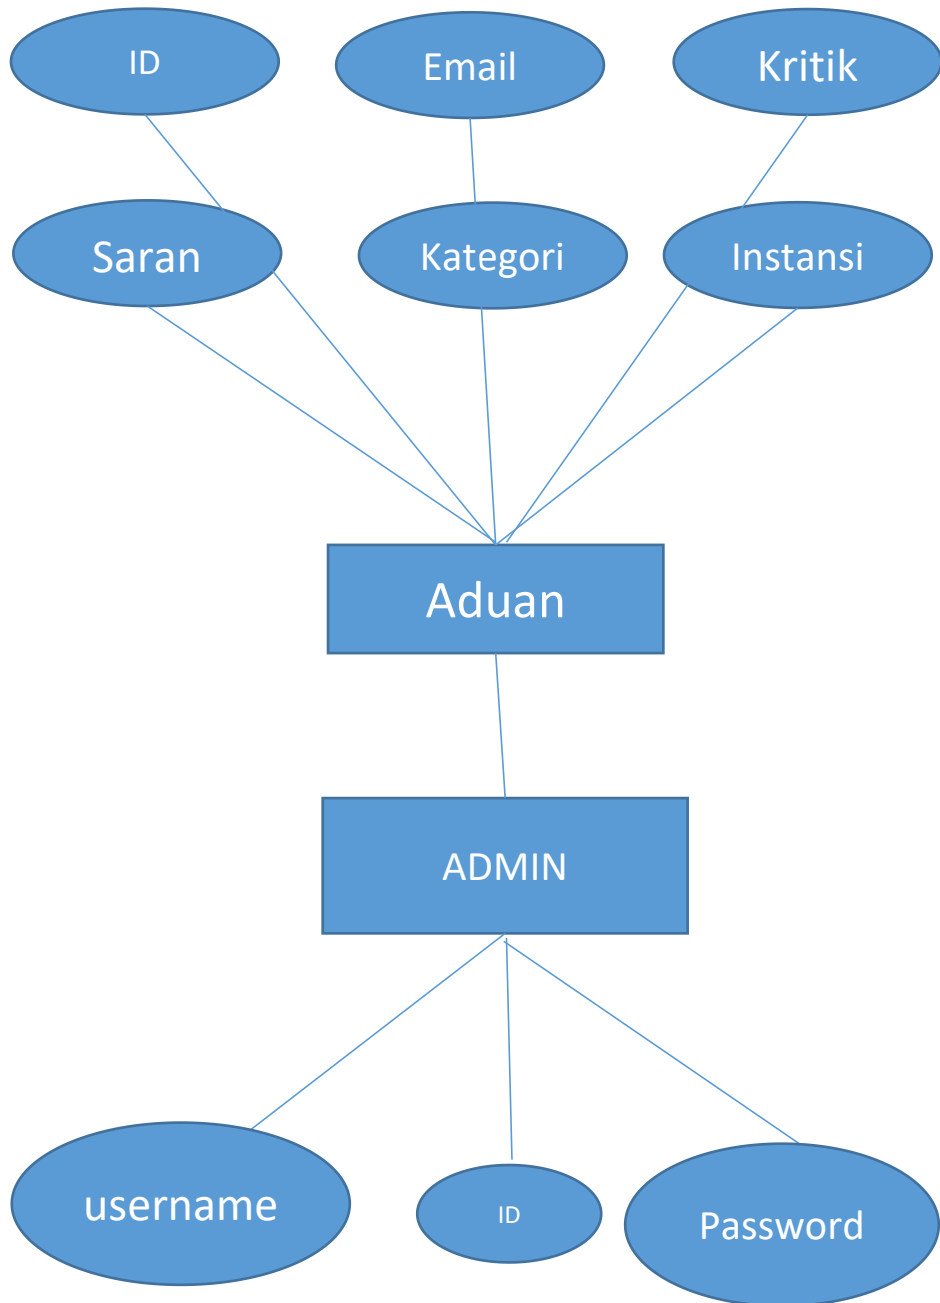 ID
Email
Kritik
Saran
Kategori
Instansi
Aduan
ADMIN
username
ID
Password